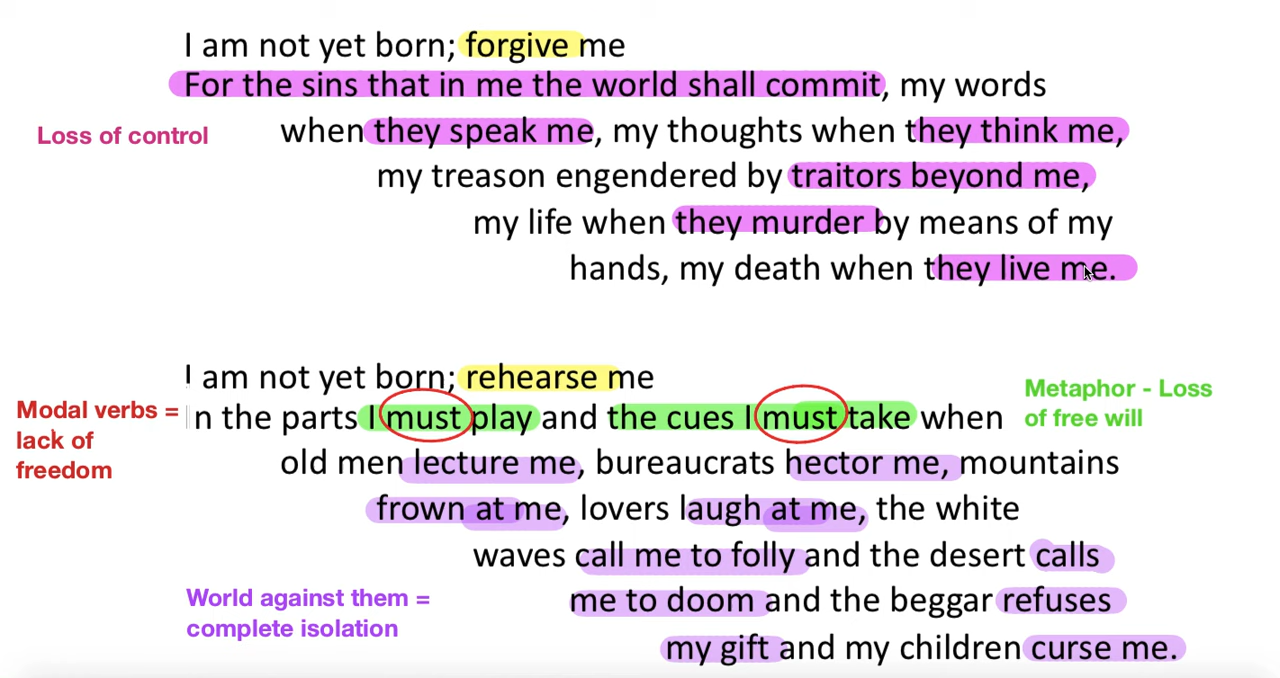 I am not yet born; forgive me
For the sins that in me the world shall commit, my words
Loss of control
when they speak me, my thoughts when they think me,
my treason engendered by traitors beyond me,
my life when they murder by means of my
hands, my death when they live me.
I am not yet born; rehearse me
In the parts I must play and the cues I must take when
Modal verbs =
lack of
freedom
Metaphor - Loss
of free will
old men lecture me, bureaucrats hector me, mountains
frown at me, lovers laugh at me, the white
waves call me to folly and the desert calls
me to doom and the beggar refuses
my gift and my children curse me.
World against them =
complete isolation